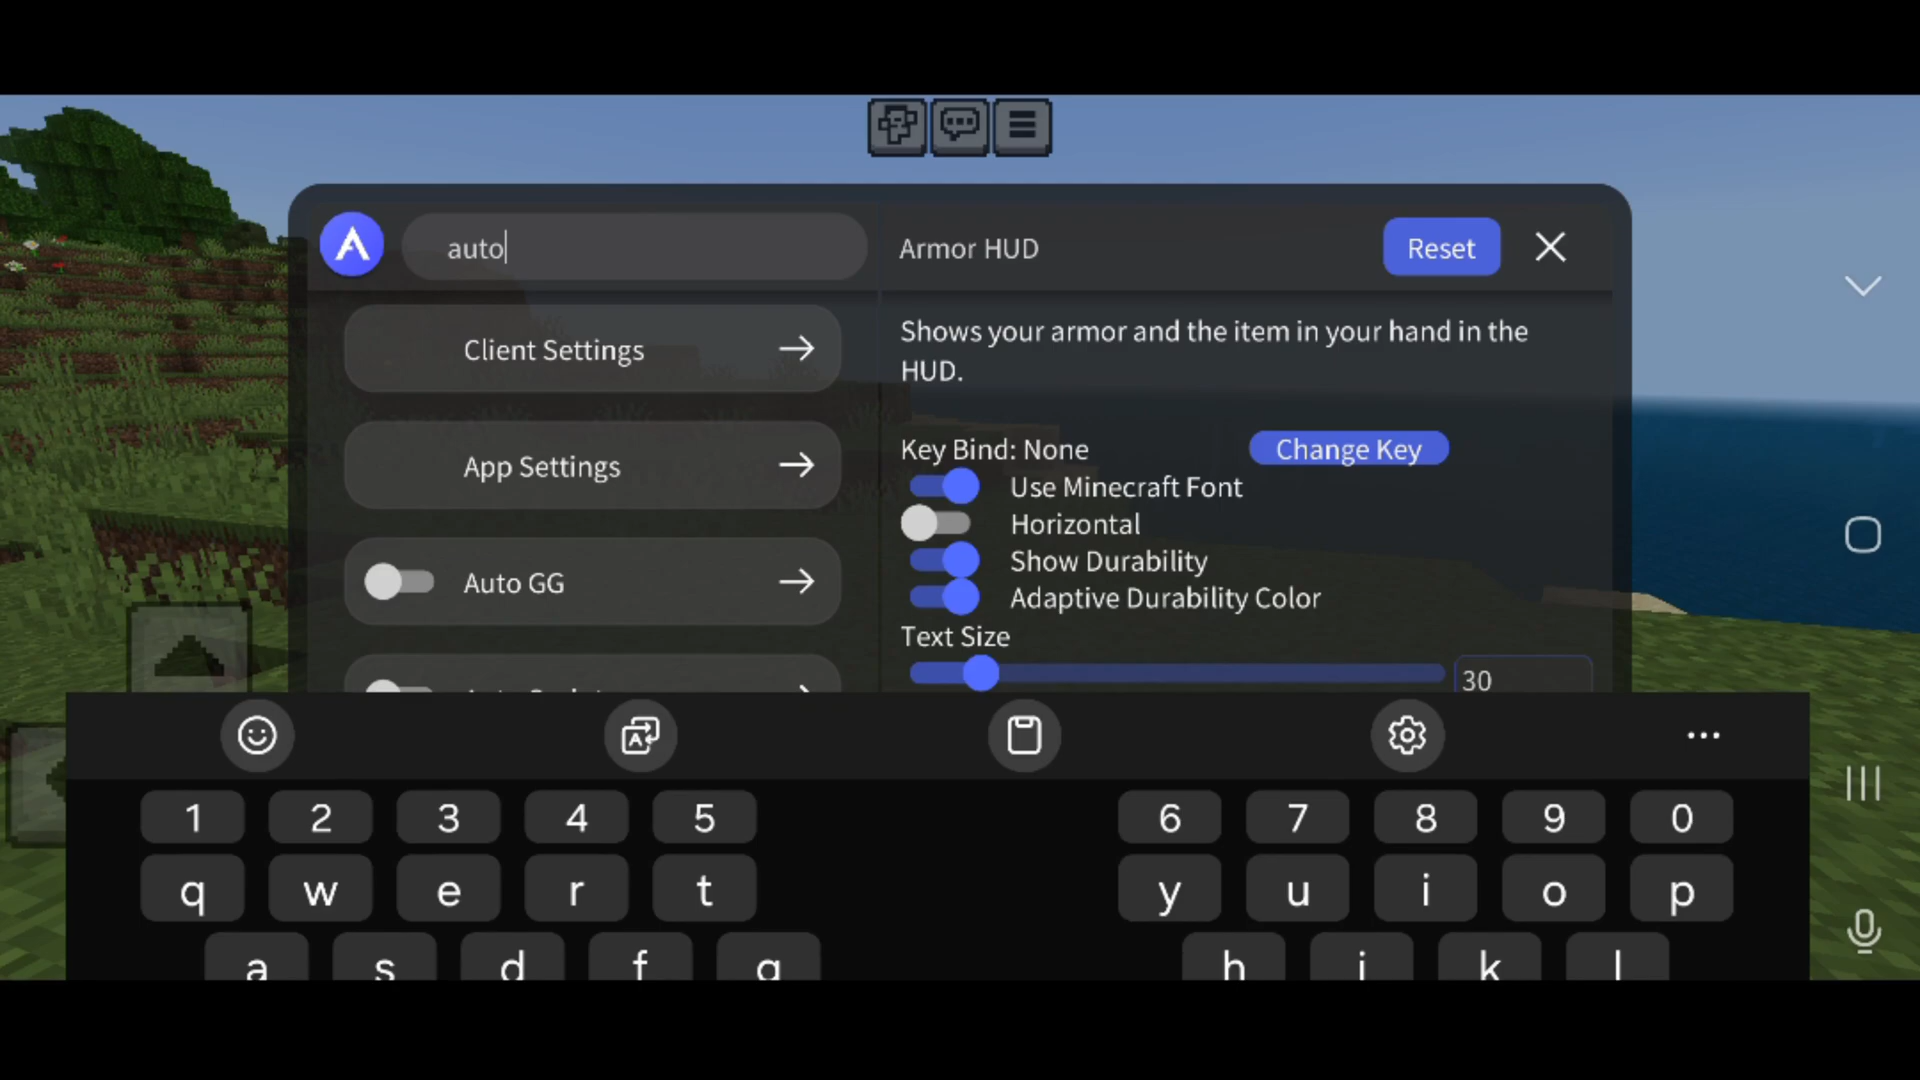 auto
Armor HUD
Reset
Client Settings
Shows your armor and the item in your hand in the
HUD.
App Settings
Key Bind: None
Change Key
Use Minecraft Font
Horizontal
Show Durability
Adaptive Durability Color
Auto GG
Text Size
30
1 2 3 4 5 6 7 8 9 0
q w e r t y u i o p
a s d f g h j k l